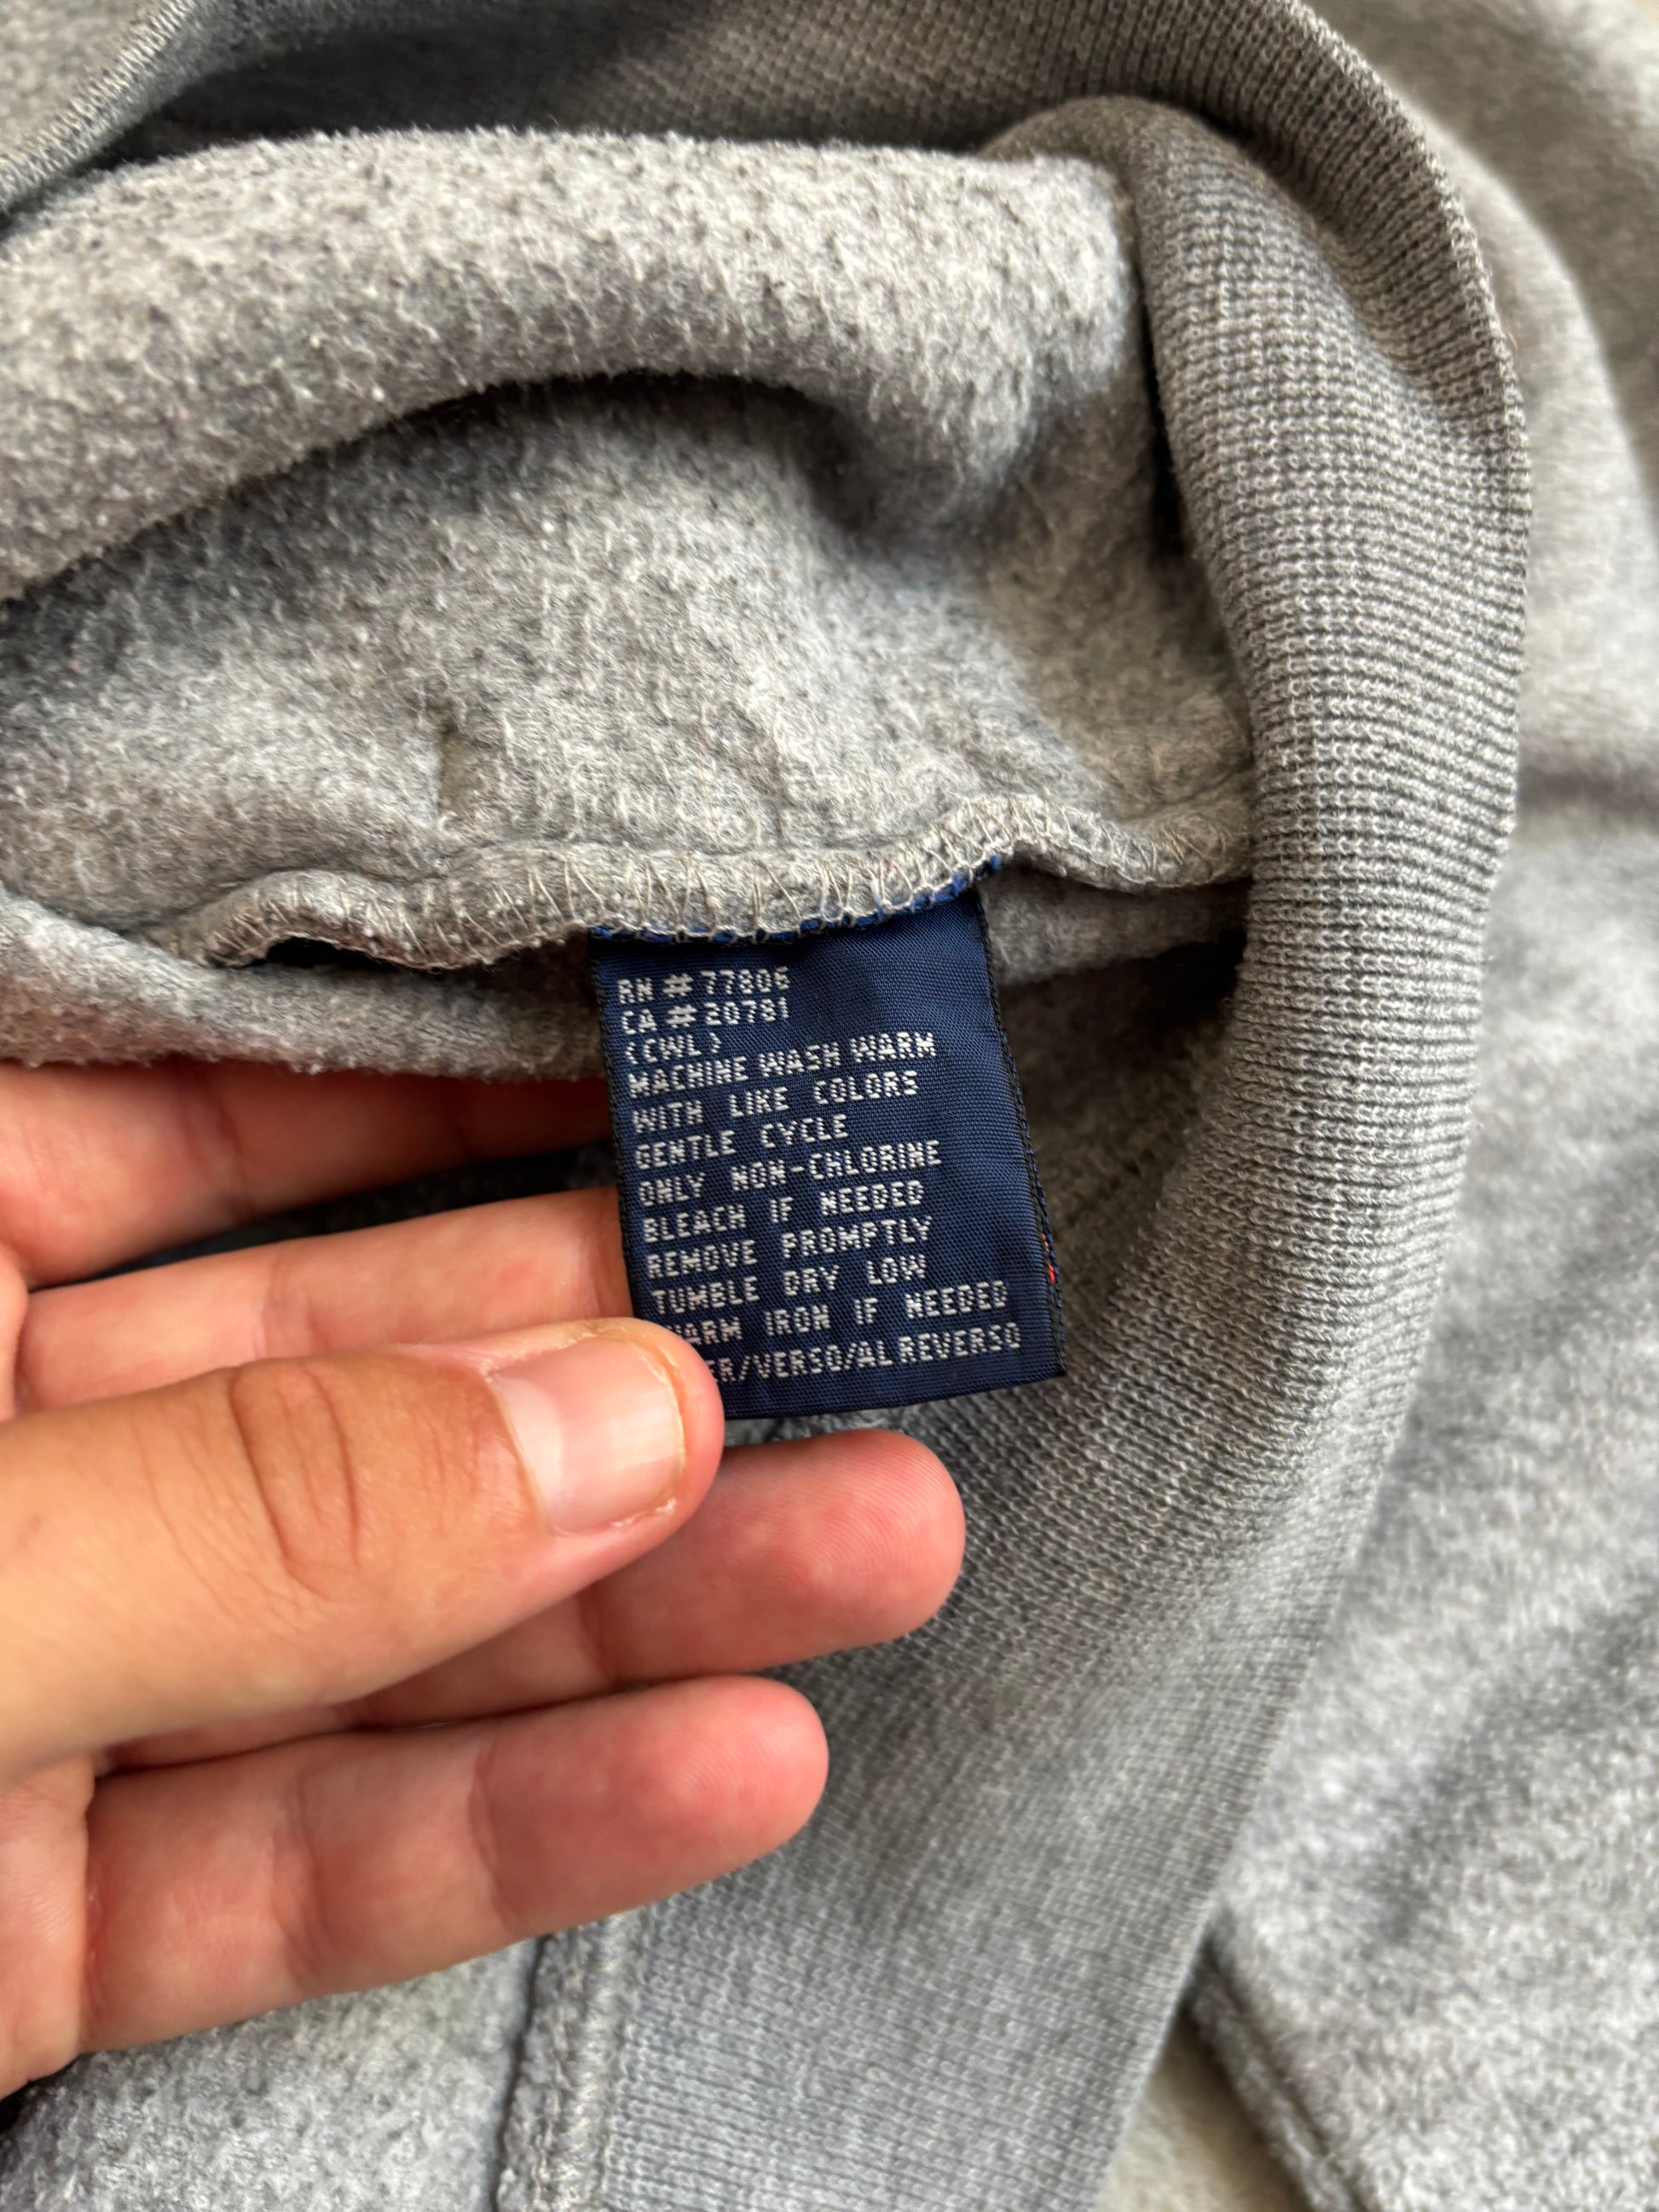 RN # 77806
CA # 20781
(CWL)
MACHINE WASH WARM
WITH LIKE COLORS
GENTLE CYCLE
ONLY NON-CHLORINE
BLEACH IF NEEDED
REMOVE PROMPTLY
TUMBLE DRY LOW
IRON IF NEEDED
/VERSO/AL REVERSO